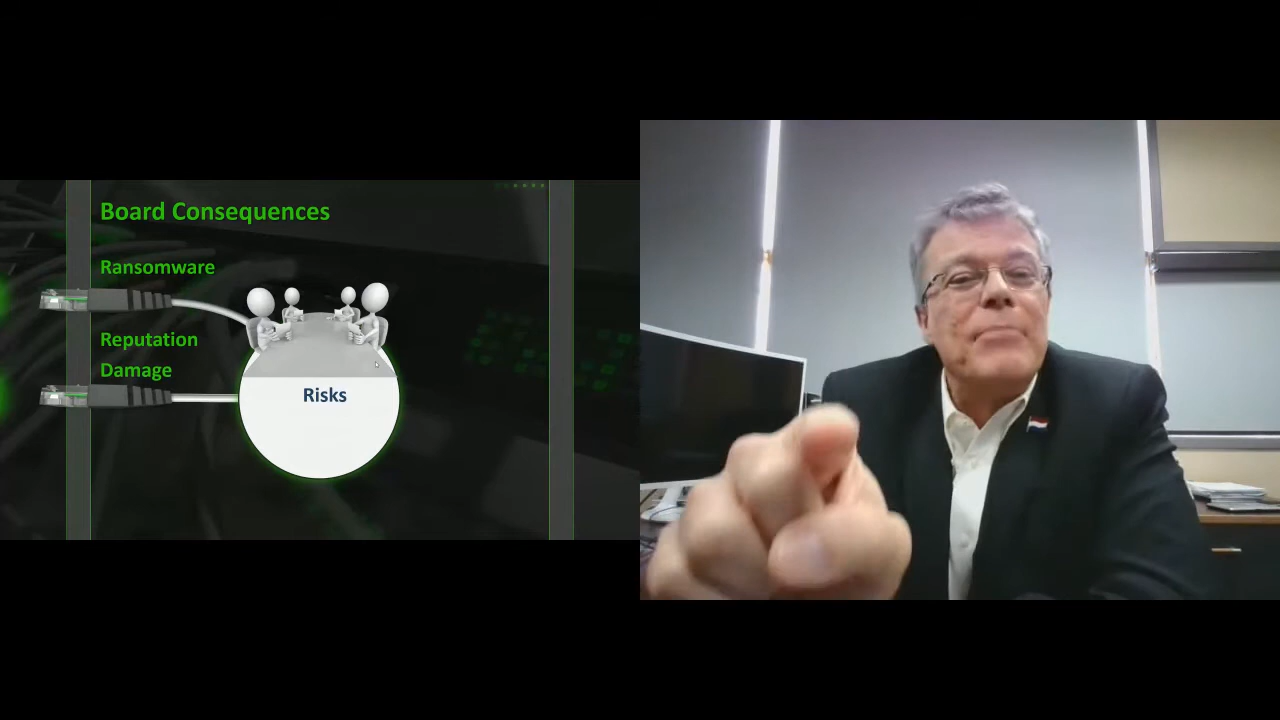 Board Consequences
Ransomware
Reputation
Damage
Risks